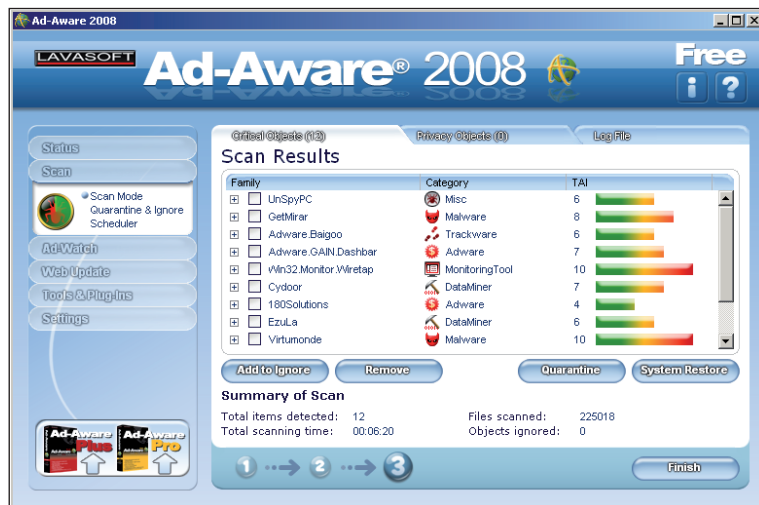 Ad-Aware 2008
LAVASOFT
Ad-Aware® 2008
Free
i ?
Status
Scan
Scan Mode
Quarantine & Ignore
Scheduler
Ad-Watch
Web Update
Tools & Plug-Ins
Settings
Ad-Aware Plus
Ad-Aware Pro
Critical Objects (13) Privacy Objects (0) Log File
Scan Results
Family Category TAI
UnSpyPC Misc 6
GetMirar Malware 8
Adware.Baigoo Trackware 6
Adware.GAIN.Dashbar Adware 7
Win32.Monitor.Wiretap MonitoringTool 10
Cydoor DataMiner 7
180Solutions Adware 4
EzuLa DataMiner 6
Virtumonde Malware 10
Add to Ignore Remove Quarantine System Restore
Summary of Scan
Total items detected: 12 Files scanned: 225018
Total scanning time: 00:06:20 Objects ignored: 0
1 2 3
Finish